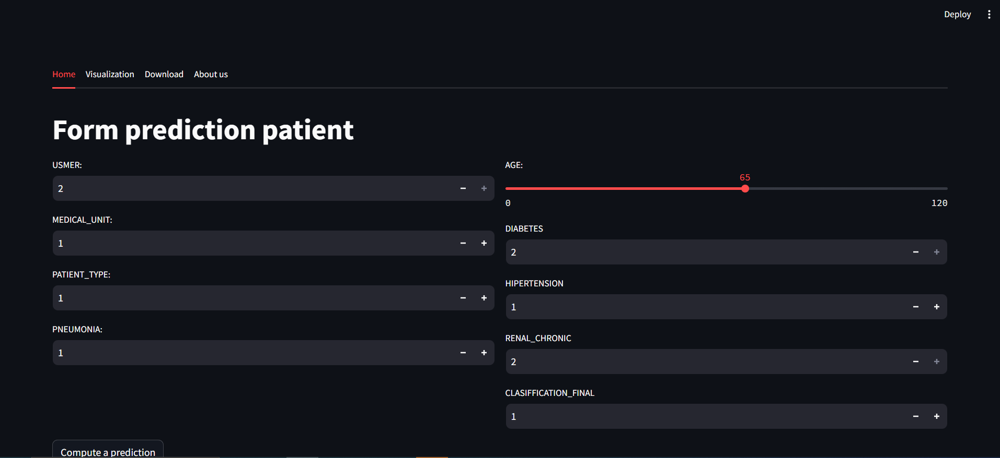 Deploy
Home Visualization Download About us
Form prediction patient
USMER:
2
MEDICAL_UNIT:
1
PATIENT_TYPE:
1
PNEUMONIA:
1
AGE:
65
0 120
DIABETES
2
HIPERTENSION
1
RENAL_CHRONIC
2
CLASIFFICATION_FINAL
1
Compute a prediction